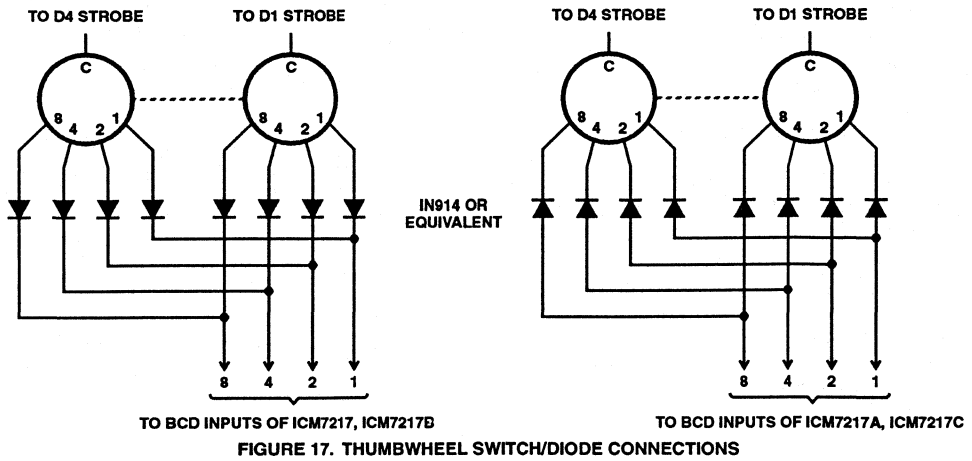 TO D4 STROBE
TO D1 STROBE
TO D4 STROBE
TO D1 STROBE
C
C
C
C
8 4 2 1
8 4 2 1
8 4 2 1
8 4 2 1
IN914 OR
EQUIVALENT
8 4 2 1
8 4 2 1
TO BCD INPUTS OF ICM7217, ICM7217B
TO BCD INPUTS OF ICM7217A, ICM7217C
FIGURE 17. THUMBWHEEL SWITCH/DIODE CONNECTIONS